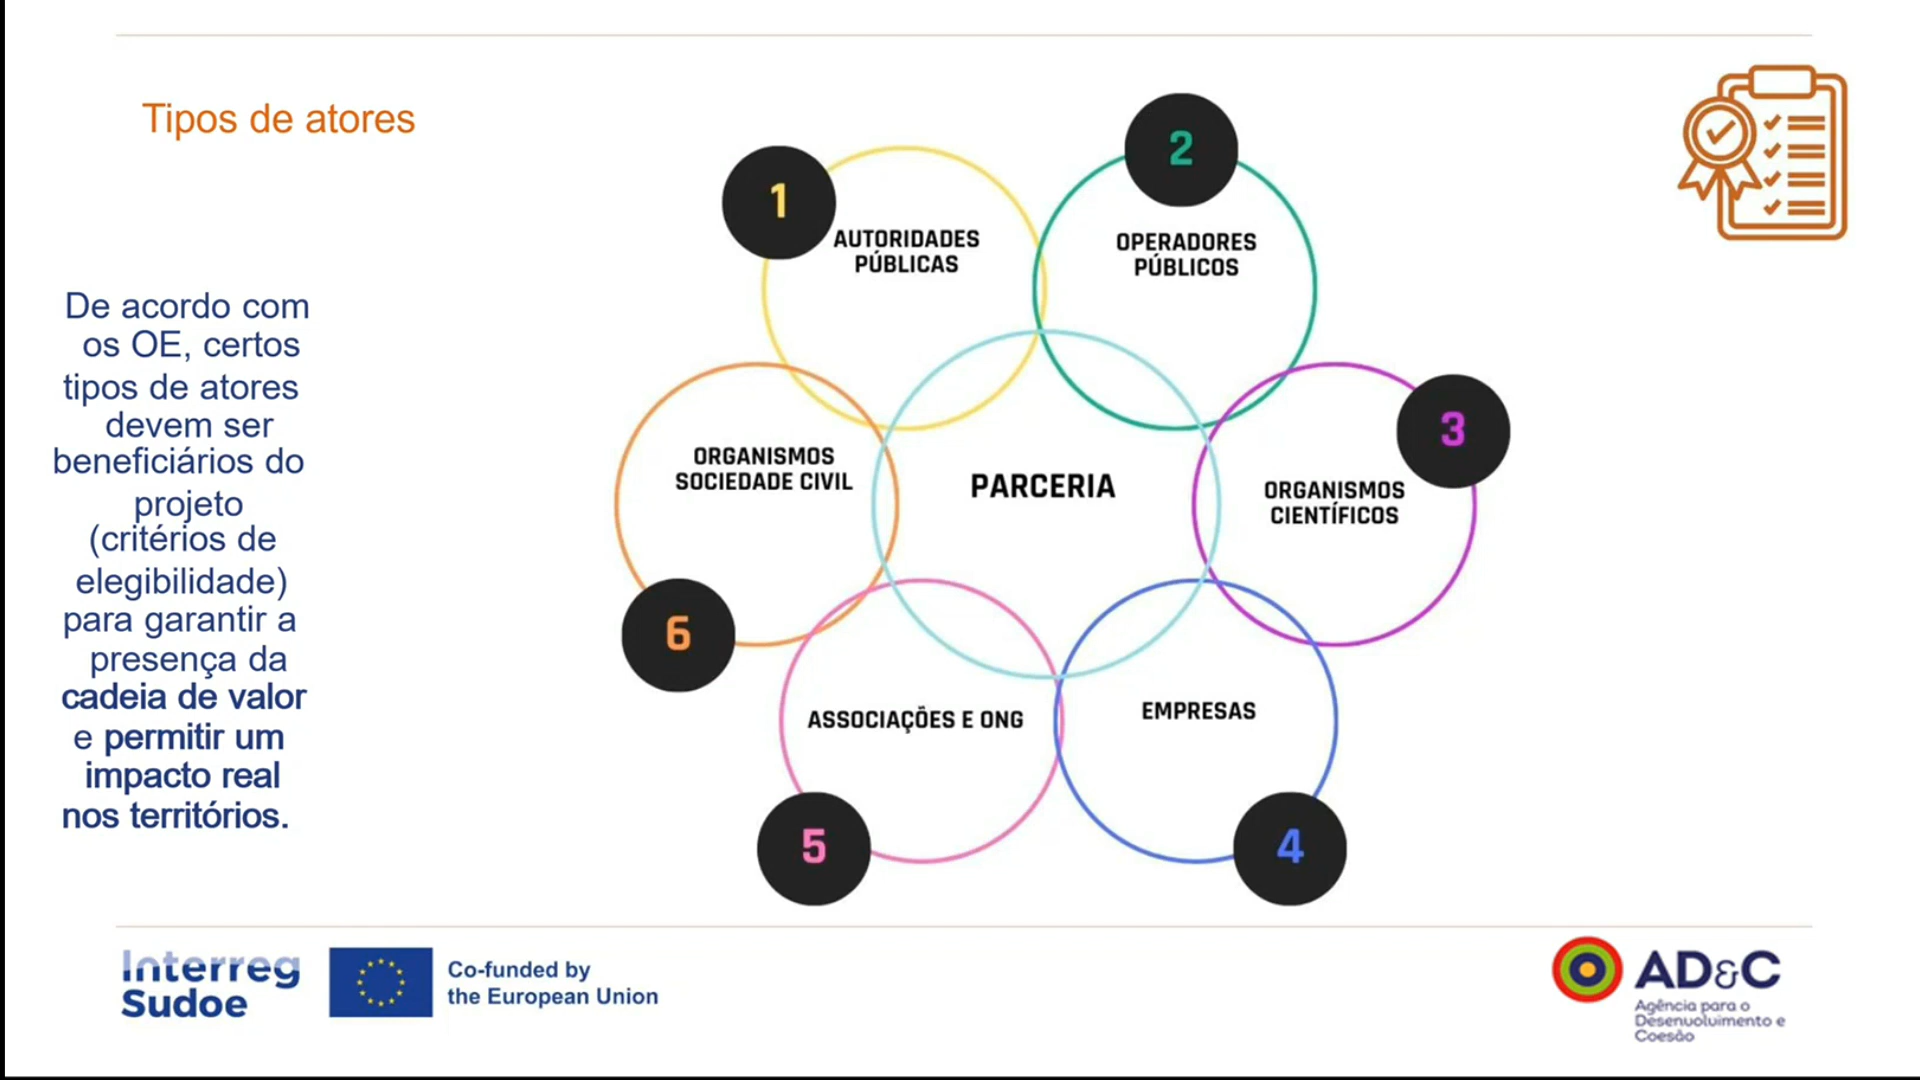 Tipos de atores
De acordo com
os OE, certos
tipos de atores
devem ser
beneficiários do
projeto
(critérios de
elegibilidade)
para garantir a
presença da
cadeia de valor
e permitir um
impacto real
nos territórios.
1
AUTORIDADES
PÚBLICAS
2
OPERADORES
PÚBLICOS
3
ORGANISMOS
CIENTÍFICOS
4
EMPRESAS
5
ASSOCIAÇÕES E ONG
6
ORGANISMOS
SOCIEDADE CIVIL
PARCERIA
Interreg
Sudoe
Co-funded by
the European Union
AD&C
Agência para o
Desenvolvimento e
Coesão